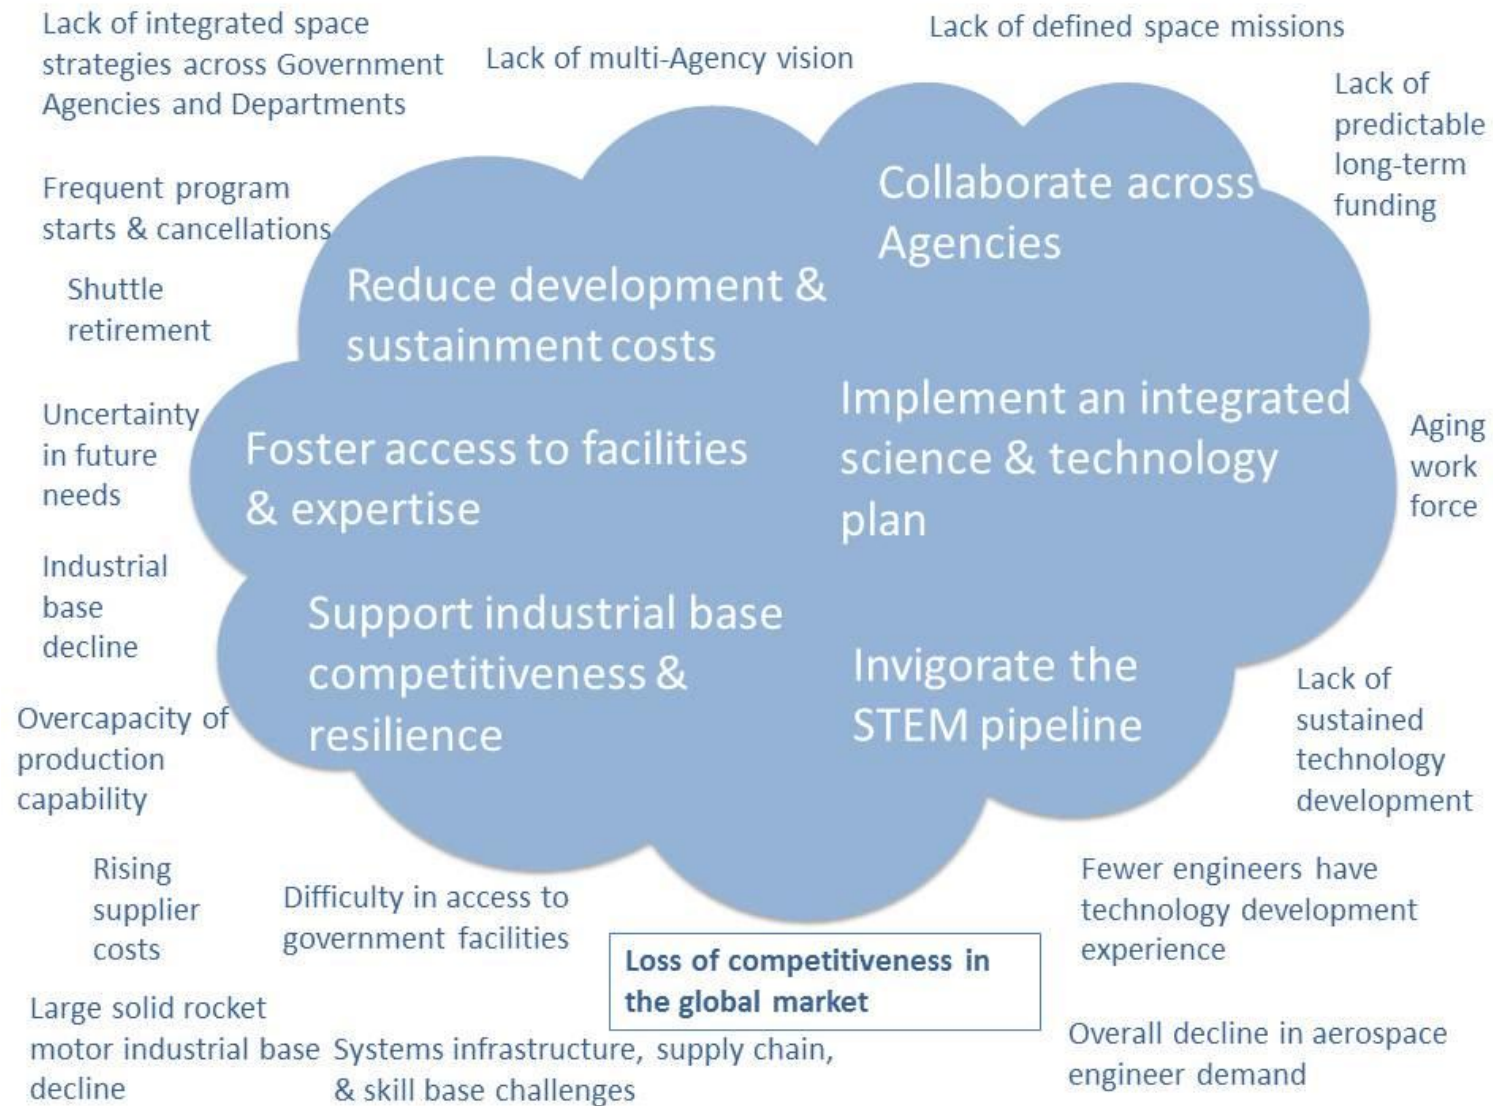 Lack of integrated space
strategies across Government
Agencies and Departments
Lack of multi-Agency vision
Lack of defined space missions
Lack of
predictable
long-term
funding
Frequent program
starts & cancellations
Shuttle
retirement
Uncertainty
in future
needs
Industrial
base
decline
Overcapacity of
production
capability
Collaborate across
Agencies
Reduce development &
sustainment costs
Implement an integrated
science & technology
plan
Foster access to facilities
& expertise
Support industrial base
competitiveness &
resilience
Invigorate the
STEM pipeline
Aging
work
force
Lack of
sustained
technology
development
Rising
supplier
costs
Difficulty in access to
government facilities
Loss of competitiveness in
the global market
Fewer engineers have
technology development
experience
Large solid rocket
motor industrial base
decline
Systems infrastructure, supply chain,
& skill base challenges
Overall decline in aerospace
engineer demand